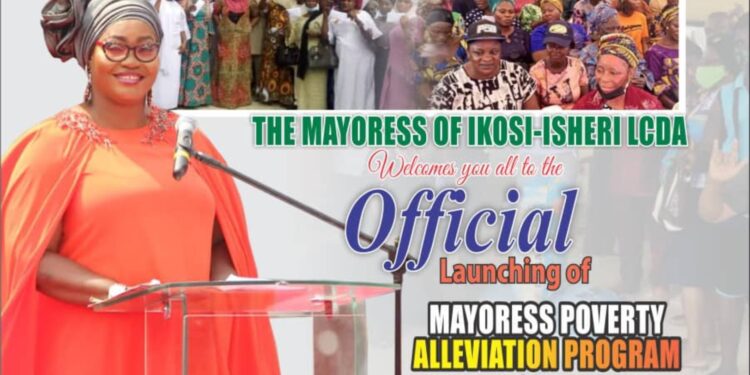 THE MAYORESS OF IKOSI-ISHERI LCDA
Welcomes you all to the
Official
Launching of
MAYORESS POVERTY
ALLEVIATION PROGRAM